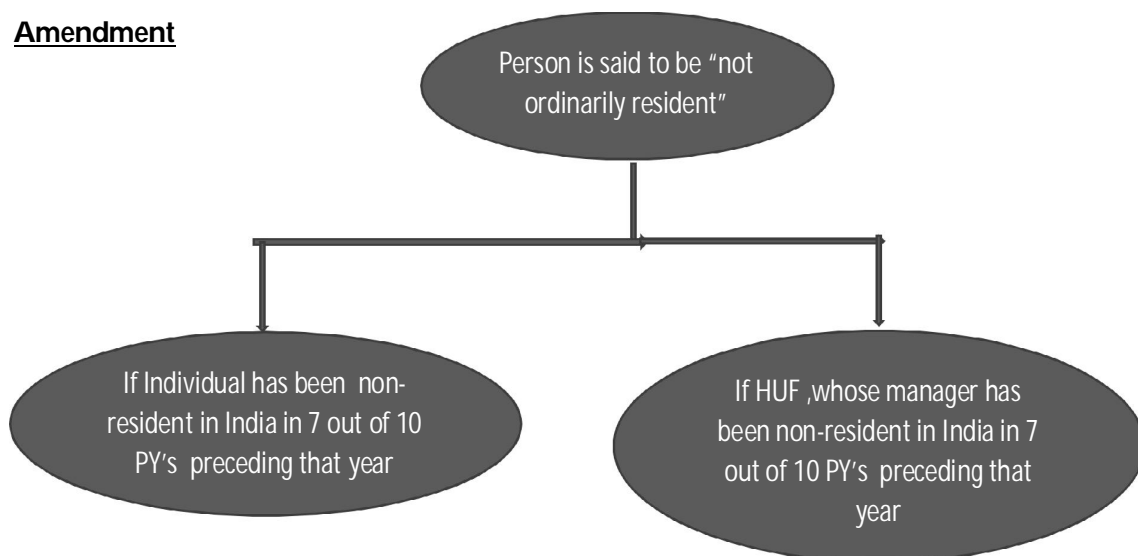 Amendment
Person is said to be “not
ordinarily resident”
If Individual has been non-
resident in India in 7 out of 10
PY’s preceding that year
If HUF ,whose manager has
been non-resident in India in 7
out of 10 PY’s preceding that
year